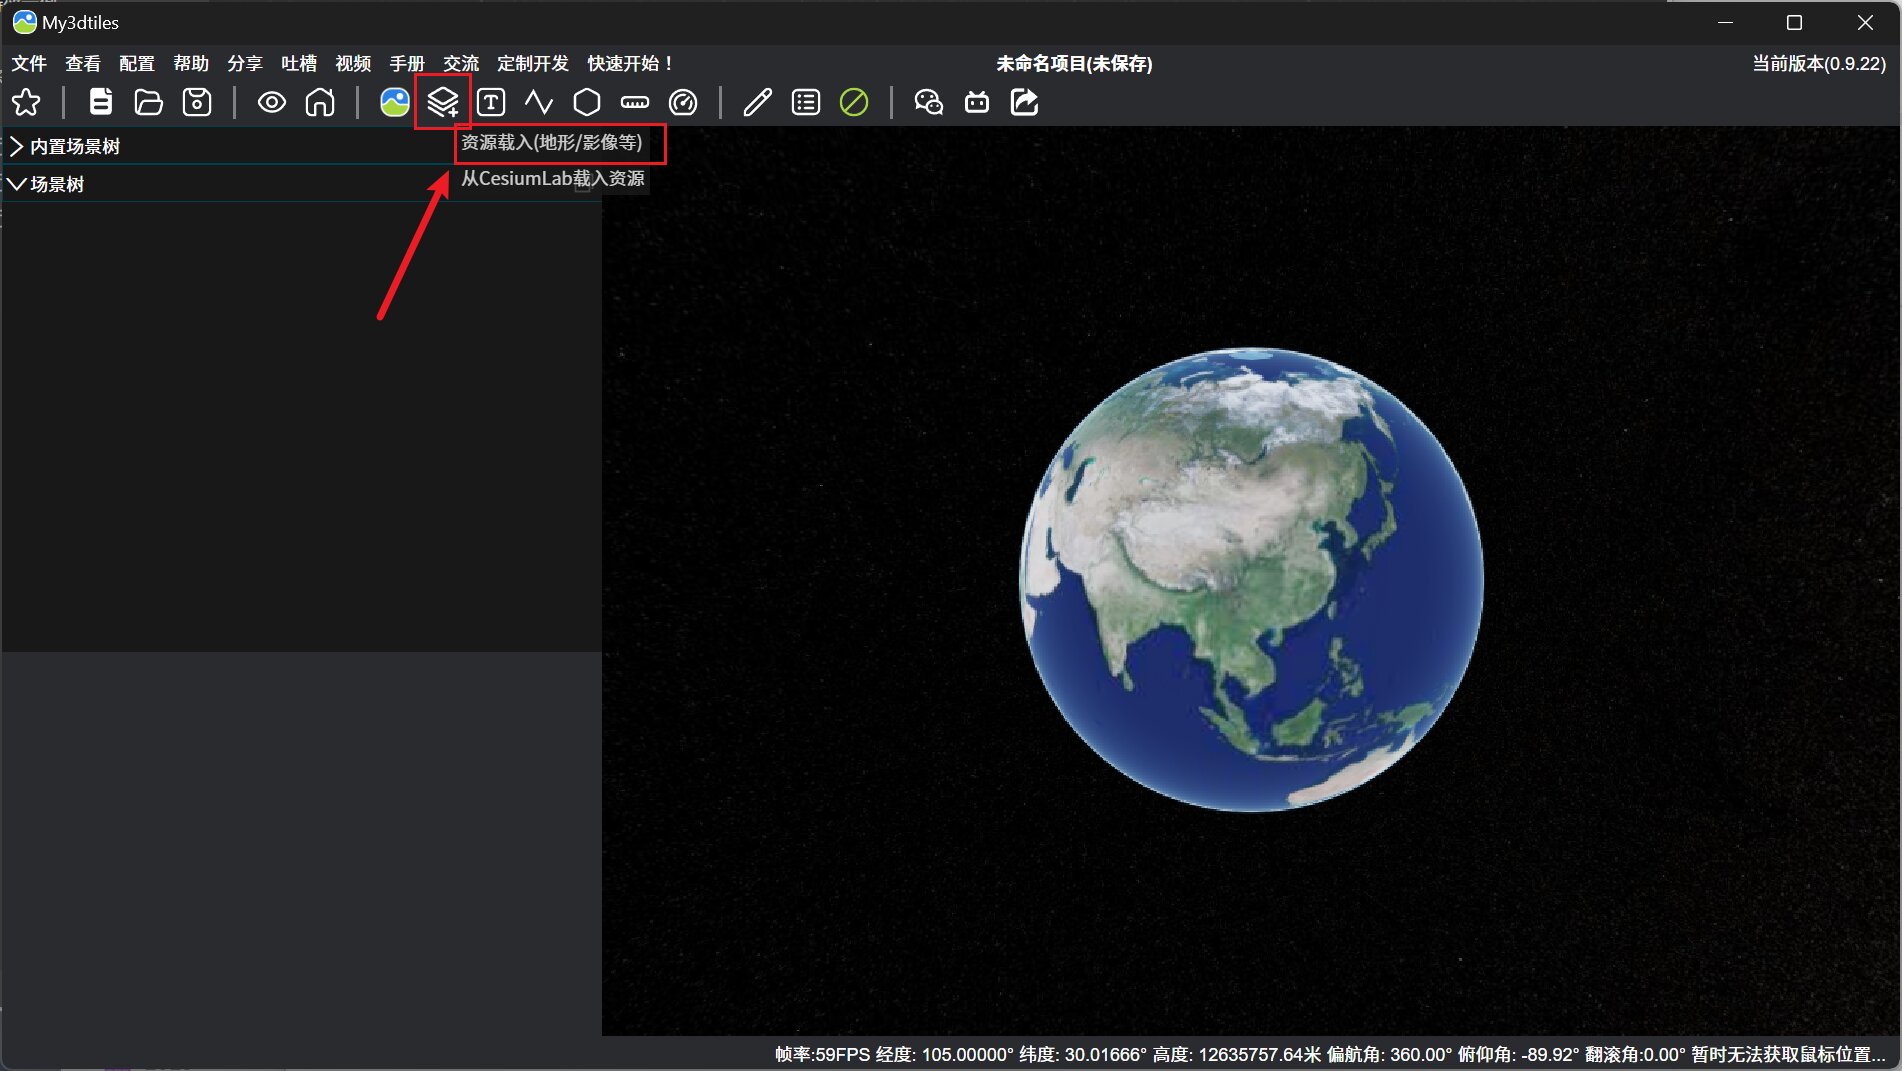 My3dtiles
文件 查看 配置 帮助 分享 吐槽 视频 手册 交流 定制开发 快速开始！ 未命名项目(未保存) 当前版本(0.9.22)
内置场景树
资源载入(地形/影像等)
场景树
从CesiumLab载入资源
帧率:59FPS 经度: 105.00000° 纬度: 30.01666° 高度: 12635757.64米 偏航角: 360.00° 俯仰角: -89.92° 翻滚角:0.00° 暂时无法获取鼠标位置...